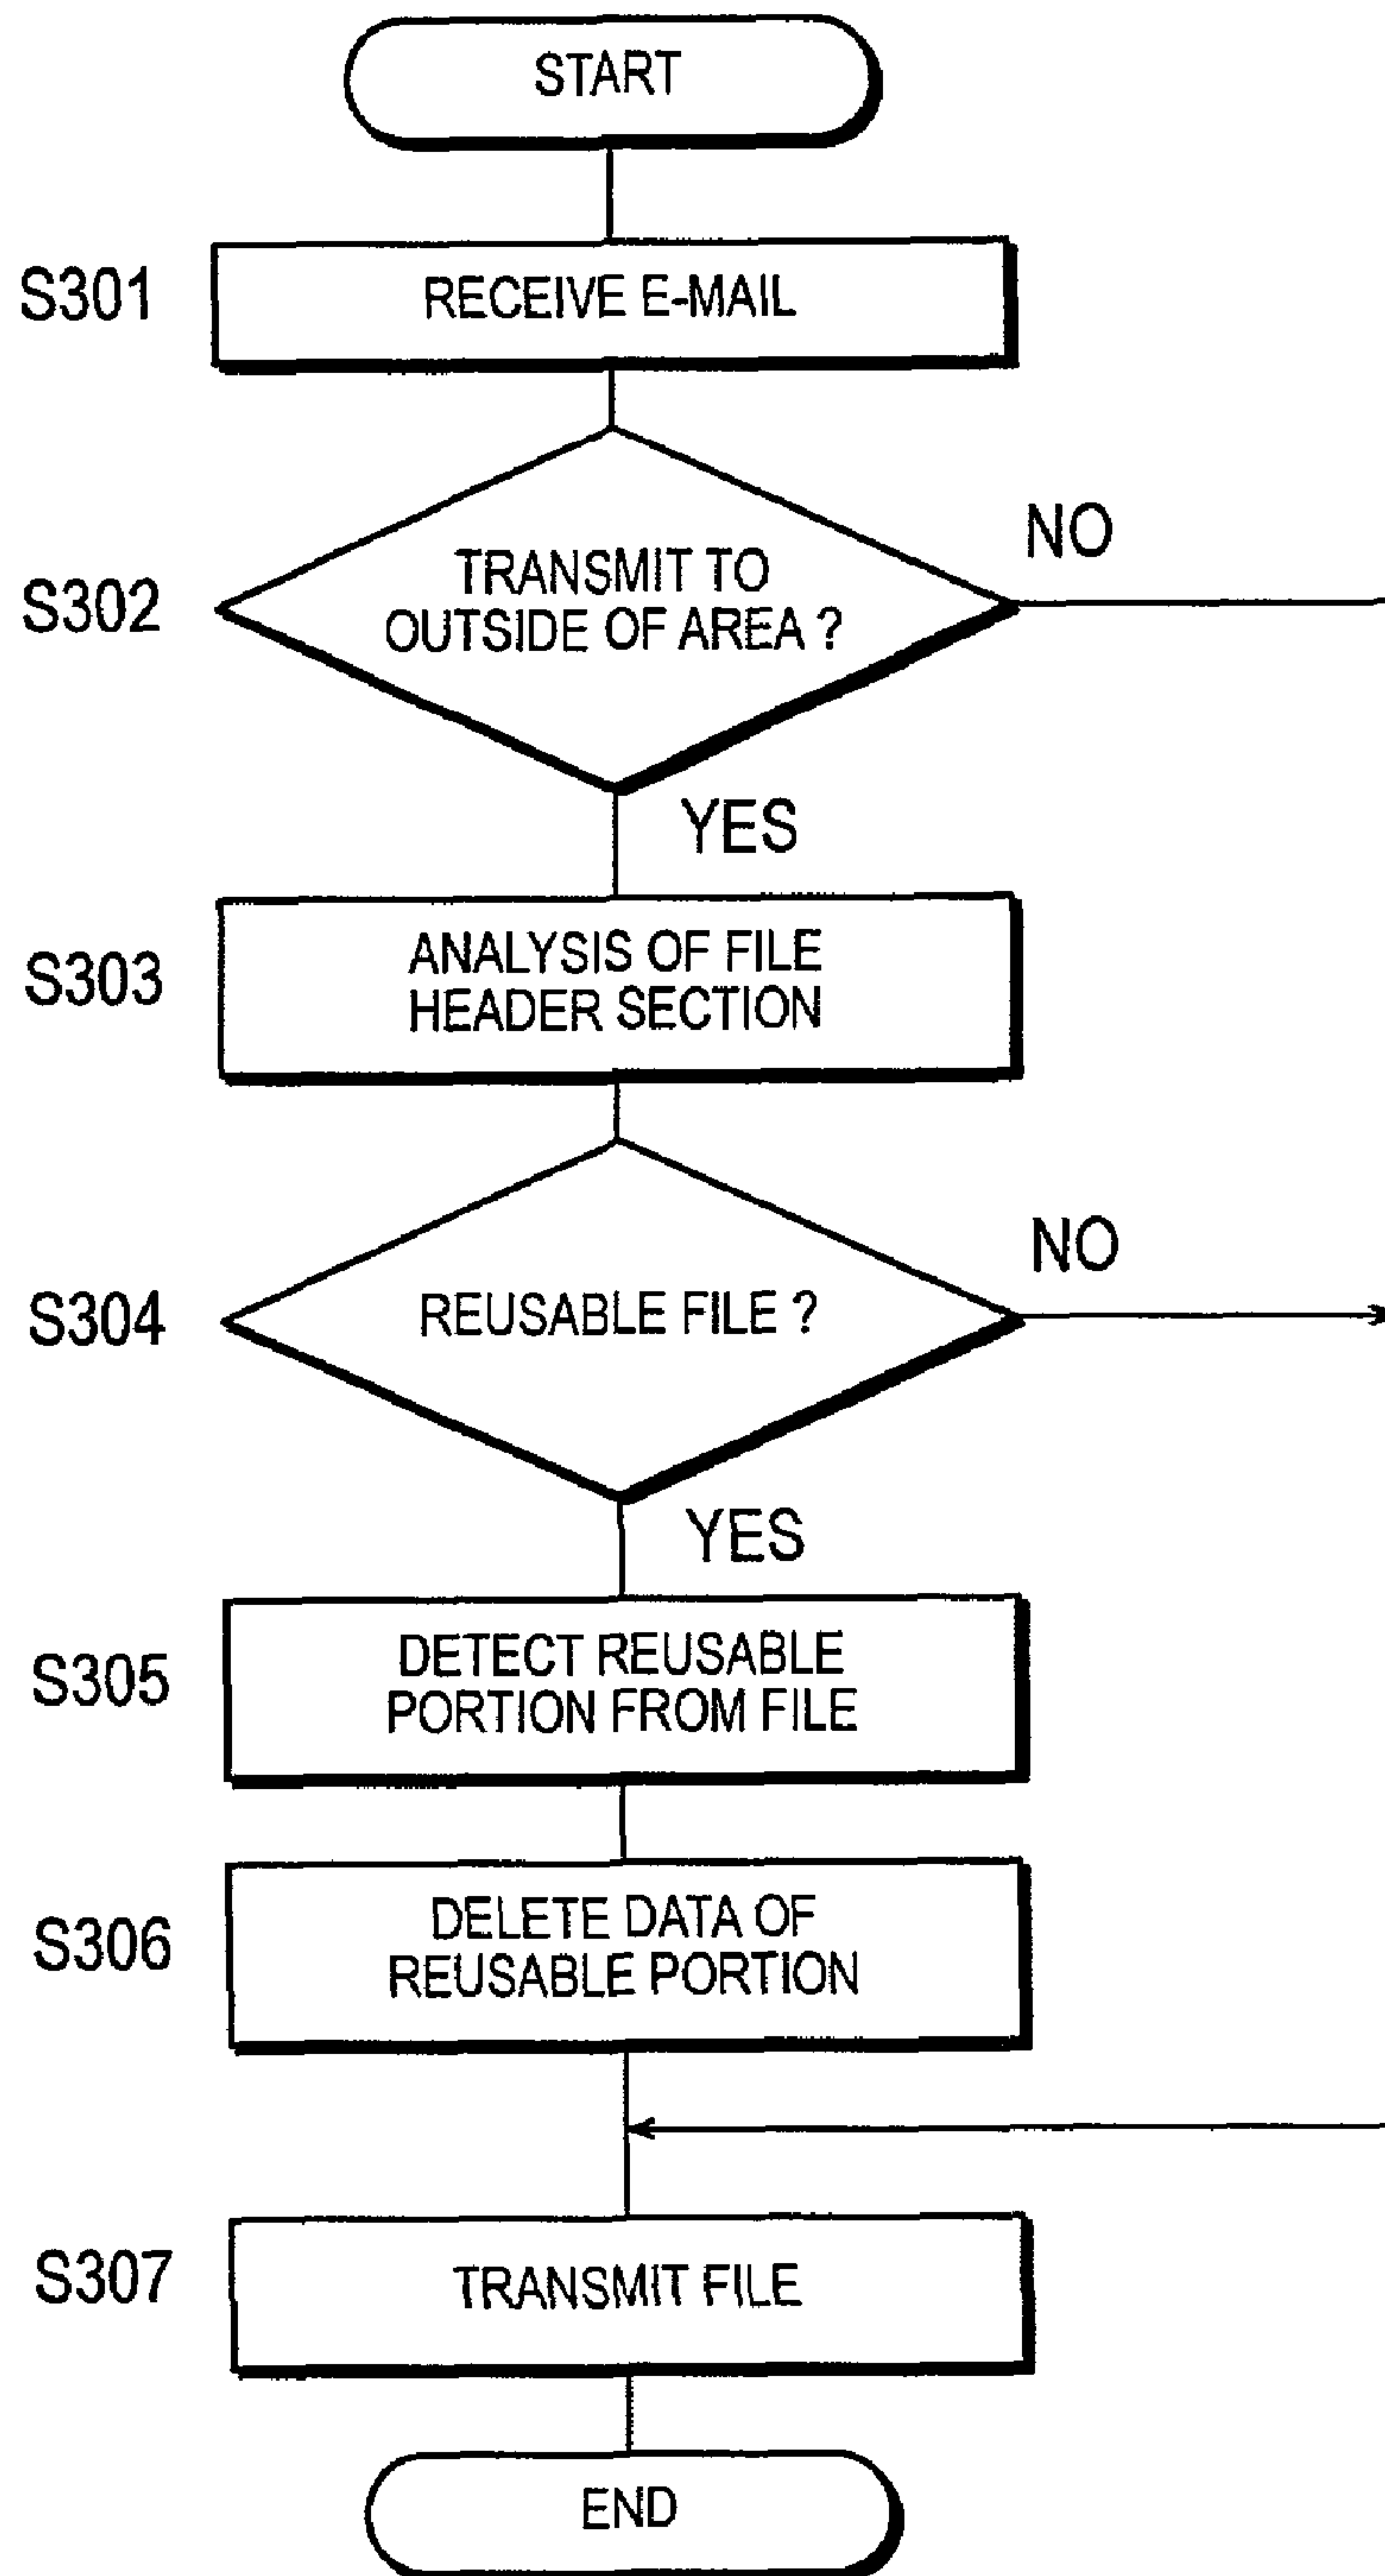 START
S301
RECEIVE E-MAIL
NO
S302
TRANSMIT TO
OUTSIDE OF AREA ?
YES
S303
ANALYSIS OF FILE
HEADER SECTION
NO
S304
REUSABLE FILE ?
YES
S305
DETECT REUSABLE
PORTION FROM FILE
S306
DELETE DATA OF
REUSABLE PORTION
S307
TRANSMIT FILE
END